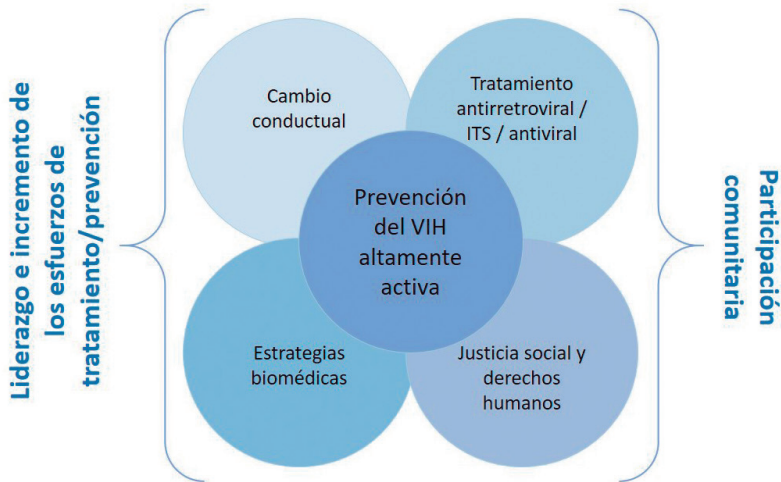 Liderazgo e incremento de
los esfuerzos de
tratamiento/prevención
Cambio
conductual
Tratamiento
antirretroviral /
ITS / antiviral
Prevención
del VIH
altamente
activa
Estrategias
biomédicas
Justicia social y
derechos
humanos
Participación
comunitaria